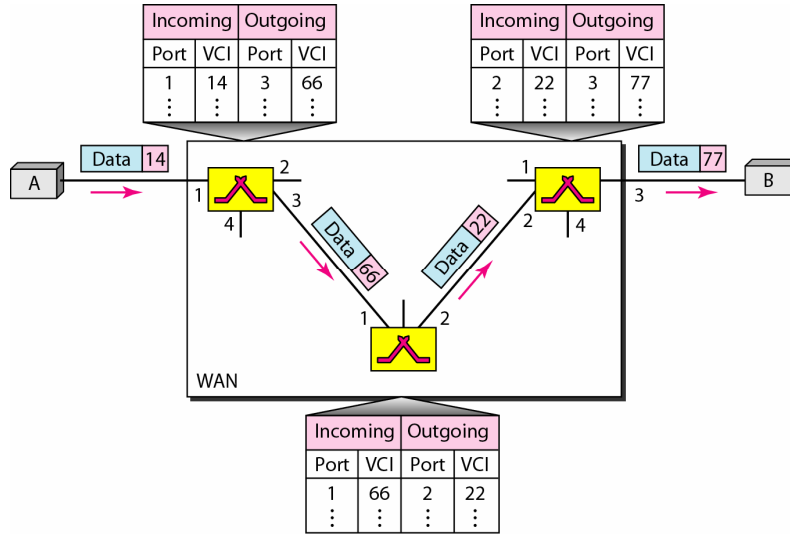 Incoming Outgoing
Port VCI Port VCI
1 14 3 66
⋮ ⋮ ⋮ ⋮
Incoming Outgoing
Port VCI Port VCI
2 22 3 77
⋮ ⋮ ⋮ ⋮
Data 14
Data 77
A
1
2
3
4
Data 66
Data 22
1
2
4
3
B
1
2
WAN
Incoming Outgoing
Port VCI Port VCI
1 66 2 22
⋮ ⋮ ⋮ ⋮